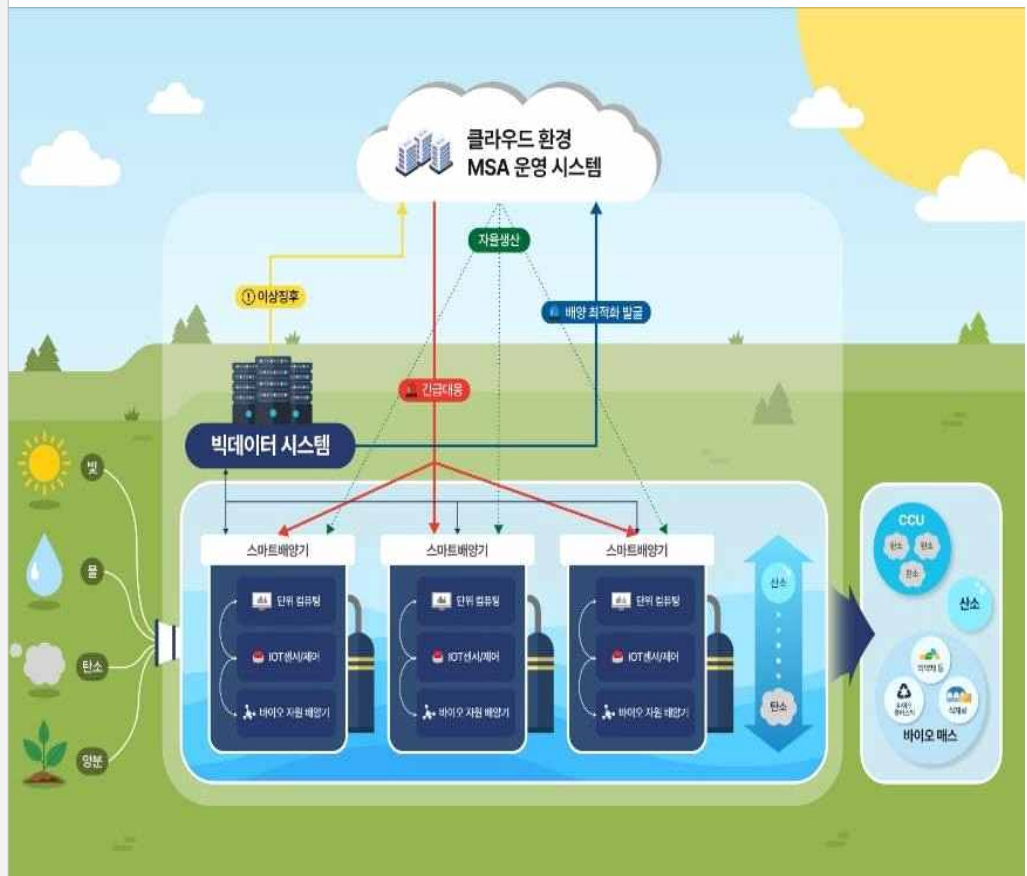 클라우드 환경
MSA 운영 시스템
자율생산
이상징후
배양 최적화 발굴
긴급대응
빅데이터 시스템
빛
물
탄소
양분
스마트배양기
단위 컴퓨팅
IOT센서/제어
바이오 자원 배양기
스마트배양기
단위 컴퓨팅
IOT센서/제어
바이오 자원 배양기
스마트배양기
단위 컴퓨팅
IOT센서/제어
바이오 자원 배양기
산소
탄소
CCU
탄소
탄소
탄소
산소
바이오 매스